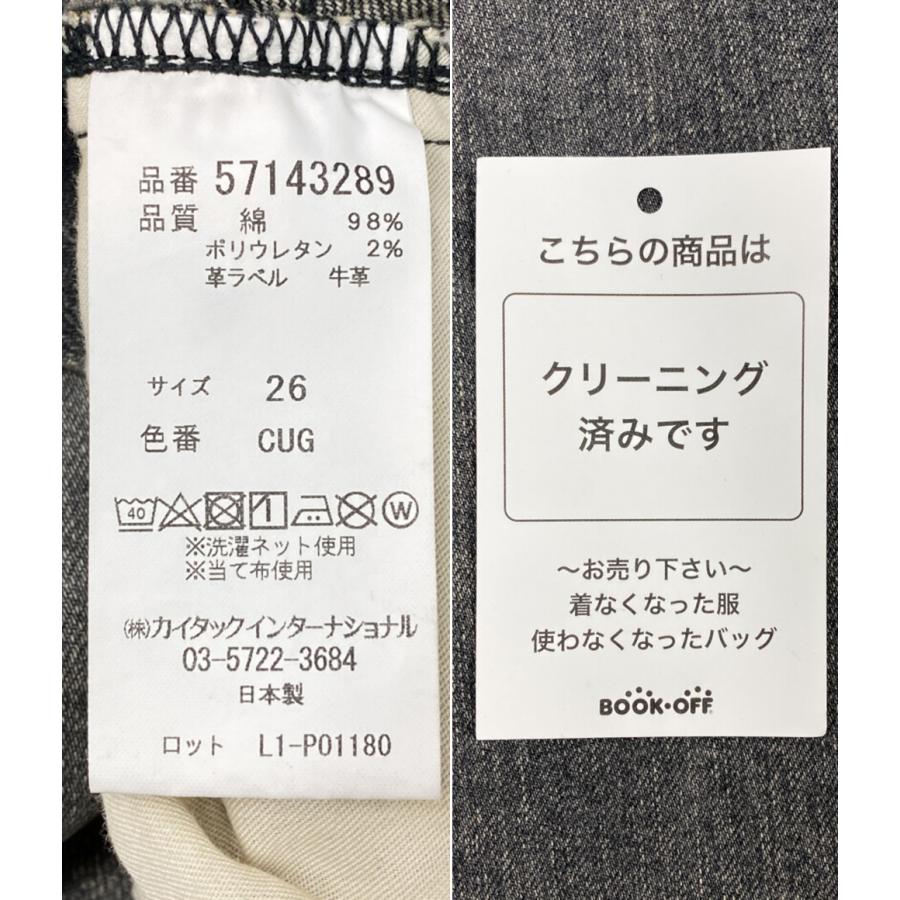 品番 57143289
品質 綿 98%
ポリウレタン 2%
革ラベル 牛革
サイズ 26
色番 CUG
40 W
※洗濯ネット使用
※当て布使用
㈱カイタックインターナショナル
03-5722-3684
日本製
ロット L1-P01180
こちらの商品は
クリーニング
済みです
～お売り下さい～
着なくなった服
使わなくなったバッグ
BOOK・OFF